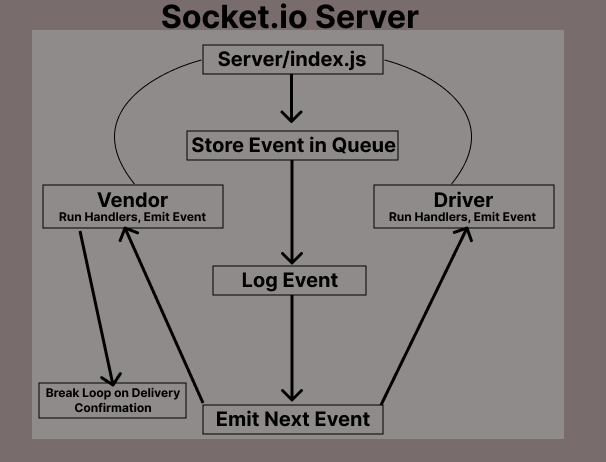 Socket.io Server
Server/index.js
Store Event in Queue
Vendor
Run Handlers, Emit Event
Driver
Run Handlers, Emit Event
Log Event
Break Loop on Delivery
Confirmation
Emit Next Event